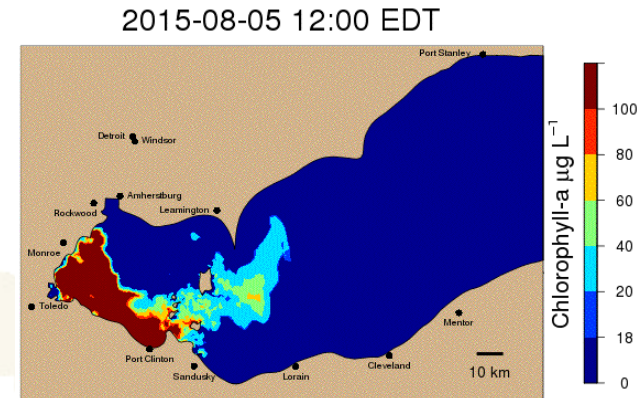 2015-08-05 12:00 EDT
Port Stanley
Detroit
Windsor
Amherstburg
Rockwood
Leamington
Monroe
Toledo
Port Clinton
Sandusky
Lorain
Cleveland
Mentor
10 km
Chlorophyll-a µg L⁻¹
100
80
60
40
20
18
0